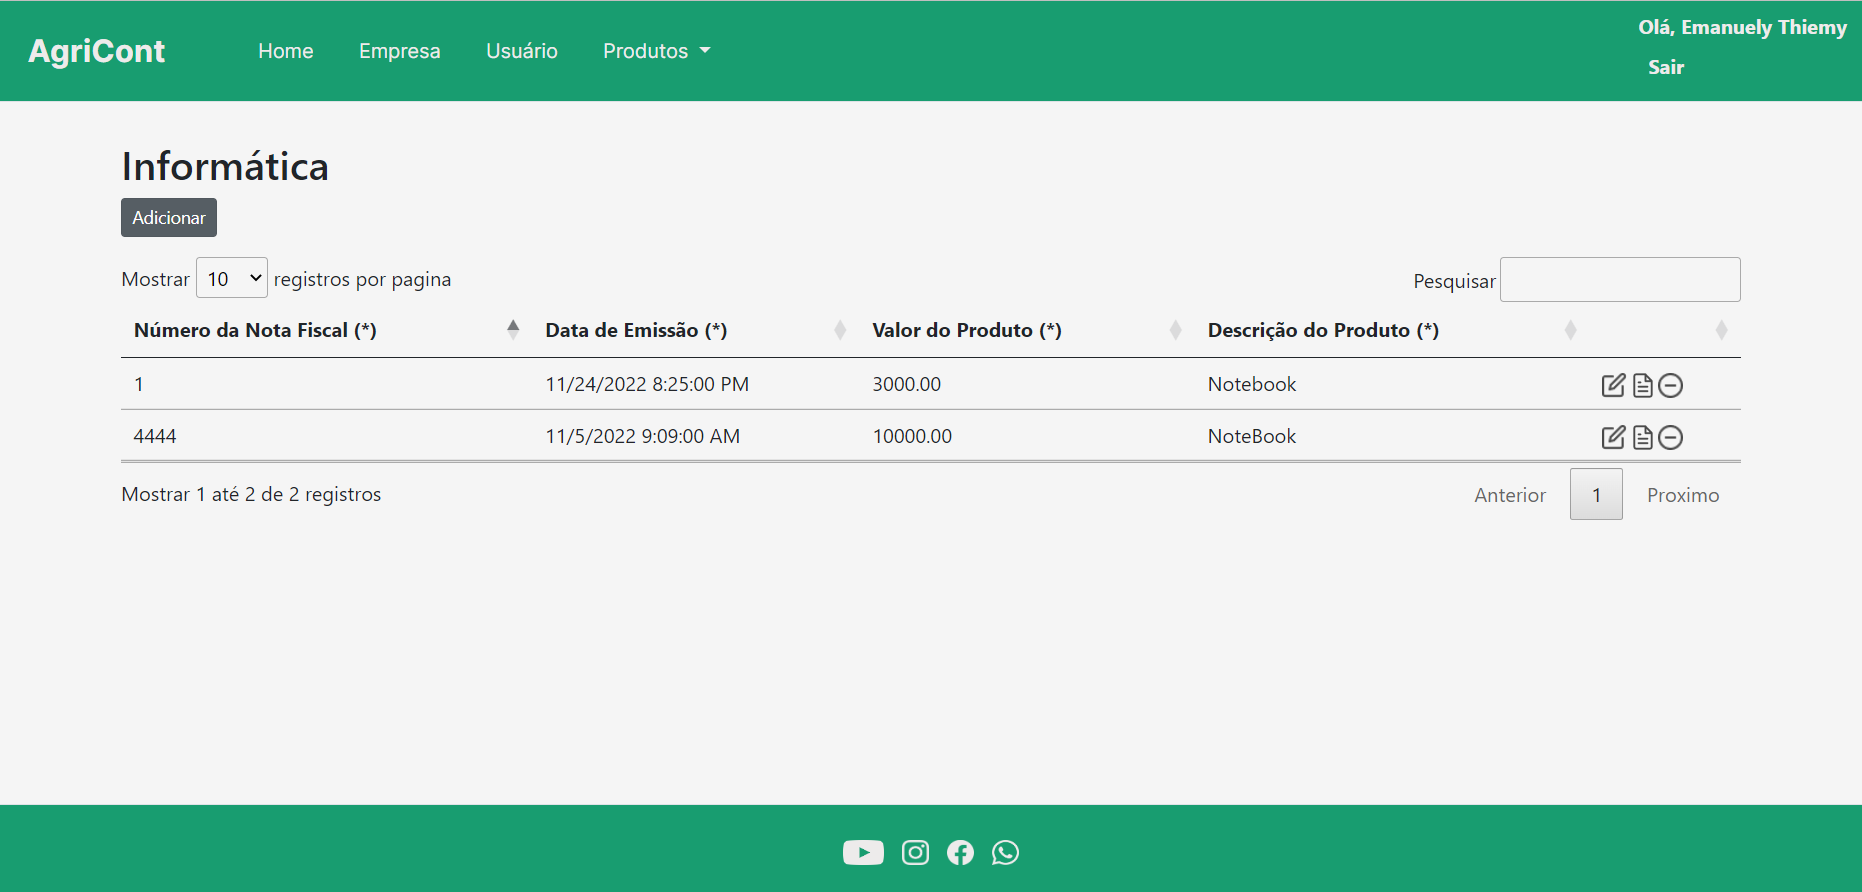 AgriCont Home Empresa Usuário Produtos
Olá, Emanuely Thiemy
Sair
Informática
Adicionar
Mostrar 10 registros por pagina
Pesquisar
Número da Nota Fiscal (*) Data de Emissão (*) Valor do Produto (*) Descrição do Produto (*)
1 11/24/2022 8:25:00 PM 3000.00 Notebook
4444 11/5/2022 9:09:00 AM 10000.00 NoteBook
Mostrar 1 até 2 de 2 registros
Anterior 1 Proximo